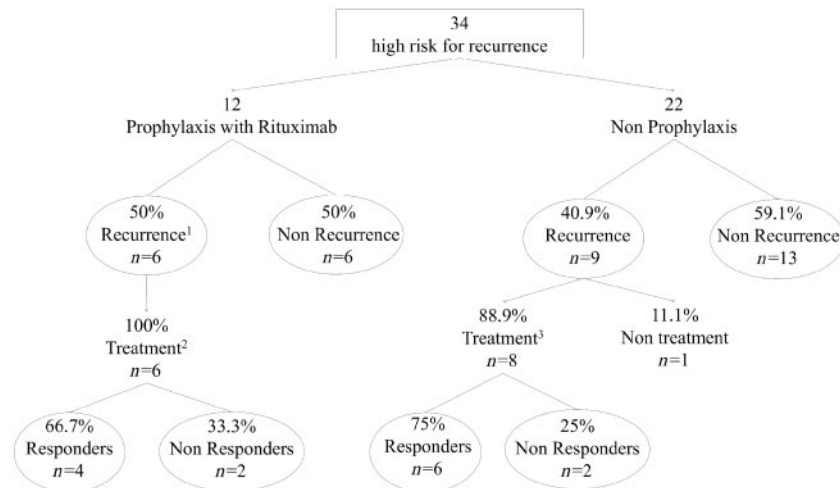 34
high risk for recurrence
12
Prophylaxis with Rituximab
22
Non Prophylaxis
50%
Recurrence¹
n=6
50%
Non Recurrence
n=6
40.9%
Recurrence
n=9
59.1%
Non Recurrence
n=13
100%
Treatment²
n=6
88.9%
Treatment³
n=8
11.1%
Non treatment
n=1
66.7%
Responders
n=4
33.3%
Non Responders
n=2
75%
Responders
n=6
25%
Non Responders
n=2